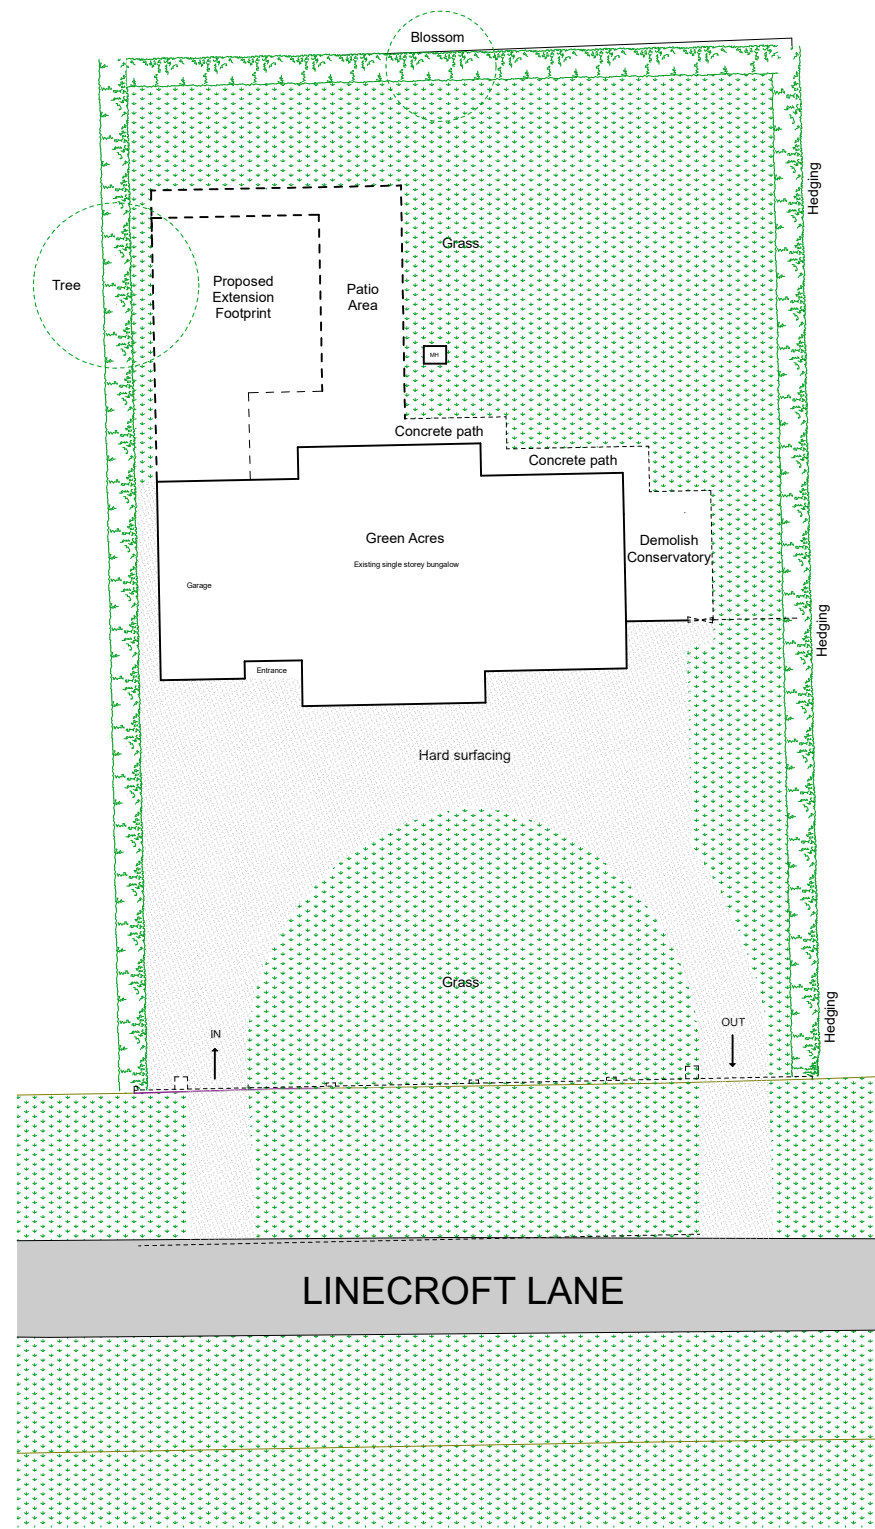 Blossom
Hedging
Grass
Tree
Proposed
Extension
Footprint
Patio
Area
MH
Concrete path
Concrete path
Green Acres
Existing single storey bungalow
Demolish
Conservatory
Garage
Hedging
Entrance
Hard surfacing
Grass
Hedging
IN
OUT
LINECROFT LANE